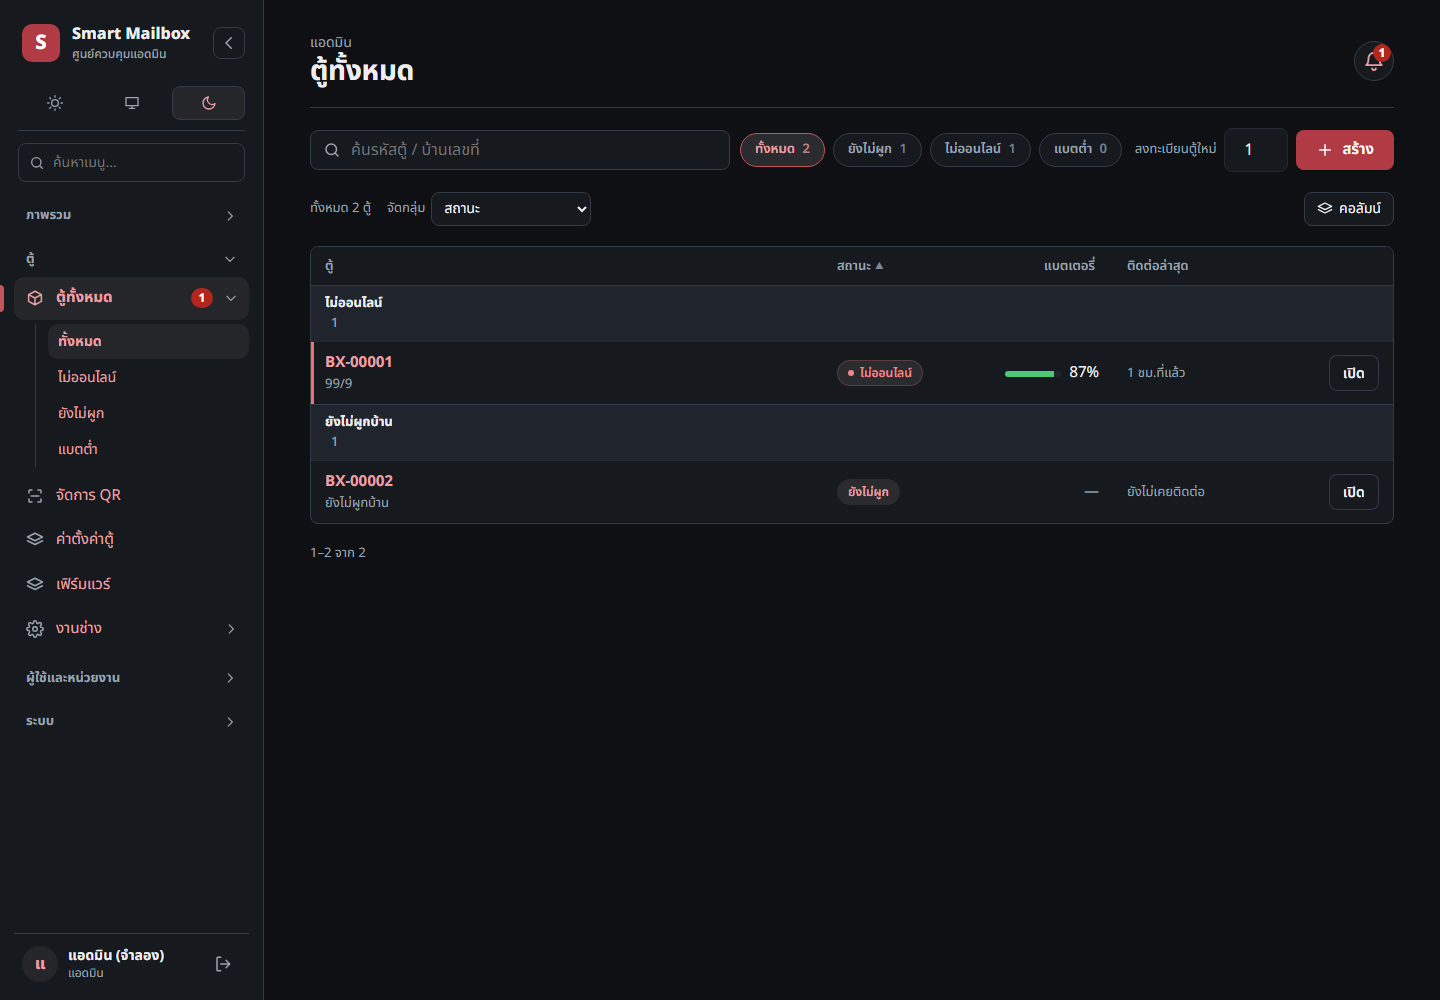 S
Smart Mailbox
ศูนย์ควบคุมแอดมิน
ค้นหาเมนู...
ภาพรวม
ตู้
ตู้ทั้งหมด 1
ทั้งหมด
ไม่ออนไลน์
ยังไม่ผูก
แบตต่ำ
จัดการ QR
ค่าตั้งค่าตู้
เฟิร์มแวร์
งานช่าง
ผู้ใช้และหน่วยงาน
ระบบ
แ
แอดมิน (จำลอง)
แอดมิน
แอดมิน
ตู้ทั้งหมด
1
ค้นรหัสตู้ / บ้านเลขที่
ทั้งหมด 2 ยังไม่ผูก 1 ไม่ออนไลน์ 1 แบตต่ำ 0 ลงทะเบียนตู้ใหม่ 1 + สร้าง
ทั้งหมด 2 ตู้ จัดกลุ่ม สถานะ คอลัมน์
ตู้ สถานะ ▲ แบตเตอรี่ ติดต่อล่าสุด
ไม่ออนไลน์
1
BX-00001
99/9
ไม่ออนไลน์ 87% 1 ชม.ที่แล้ว เปิด
ยังไม่ผูกบ้าน
1
BX-00002
ยังไม่ผูกบ้าน
ยังไม่ผูก — ยังไม่เคยติดต่อ เปิด
1–2 จาก 2